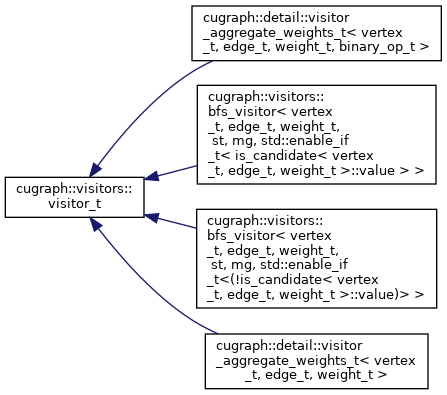 cugraph::detail::visitor
_aggregate_weights_t< vertex
_t, edge_t, weight_t, binary_op_t >
cugraph::visitors::
bfs_visitor< vertex
_t, edge_t, weight_t,
st, mg, std::enable_if
_t< is_candidate< vertex
_t, edge_t, weight_t >::value > >
cugraph::visitors::
visitor_t
cugraph::visitors::
bfs_visitor< vertex
_t, edge_t, weight_t,
st, mg, std::enable_if
_t<(!is_candidate< vertex
_t, edge_t, weight_t >::value)> >
cugraph::detail::visitor
_aggregate_weights_t< vertex
_t, edge_t, weight_t >